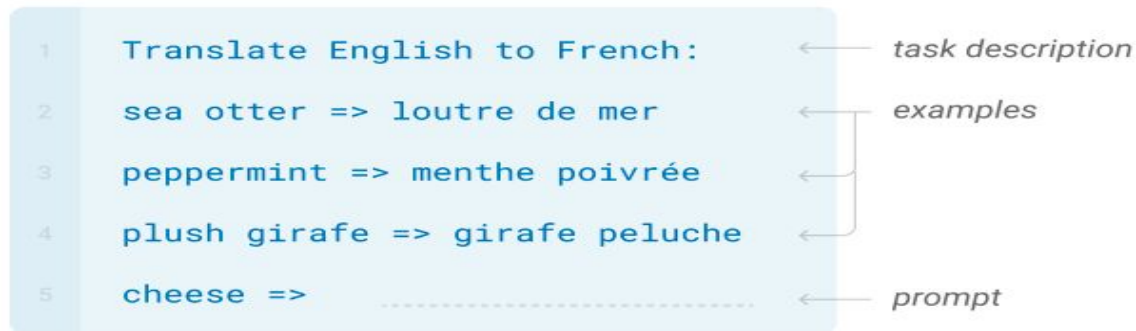 1 Translate English to French: task description
2 sea otter => loutre de mer examples
3 peppermint => menthe poivrée
4 plush girafe => girafe peluche
5 cheese => prompt